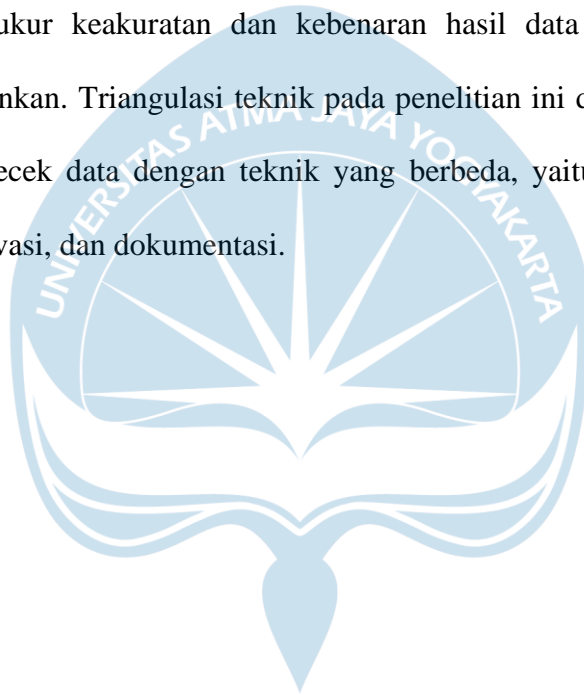 ukur keakuratan dan kebenaran hasil data
nkan. Triangulasi teknik pada penelitian ini d
ecek data dengan teknik yang berbeda, yaitu
vasi, dan dokumentasi.
UNIVERSITAS ATMA JAYA YOGYAKARTA